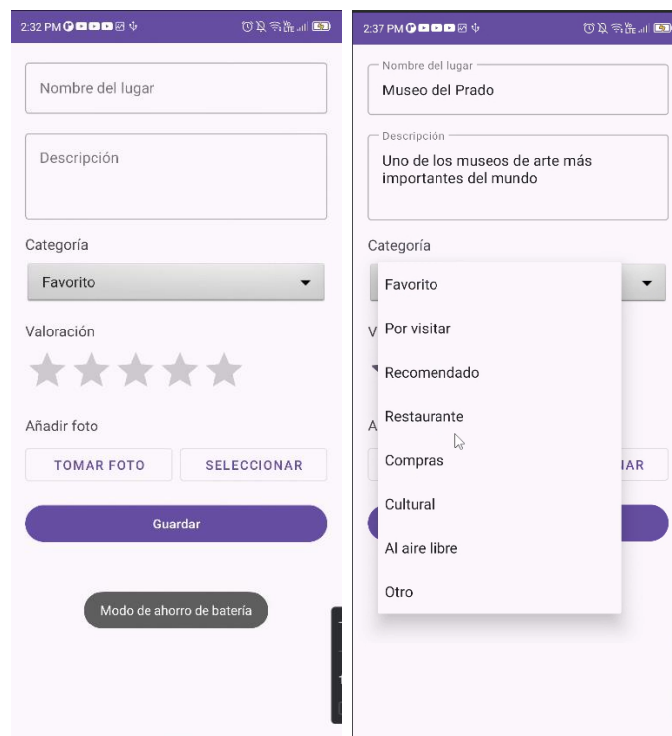 2:32 PM
Nombre del lugar
Descripción
Categoría
Favorito
Valoración
Añadir foto
TOMAR FOTO
SELECCIONAR
Guardar
Modo de ahorro de batería
2:37 PM
Nombre del lugar
Museo del Prado
Descripción
Uno de los museos de arte más
importantes del mundo
Categoría
Favorito
V Por visitar
Recomendado
A Restaurante
Compras
NAR
Cultural
Al aire libre
Otro